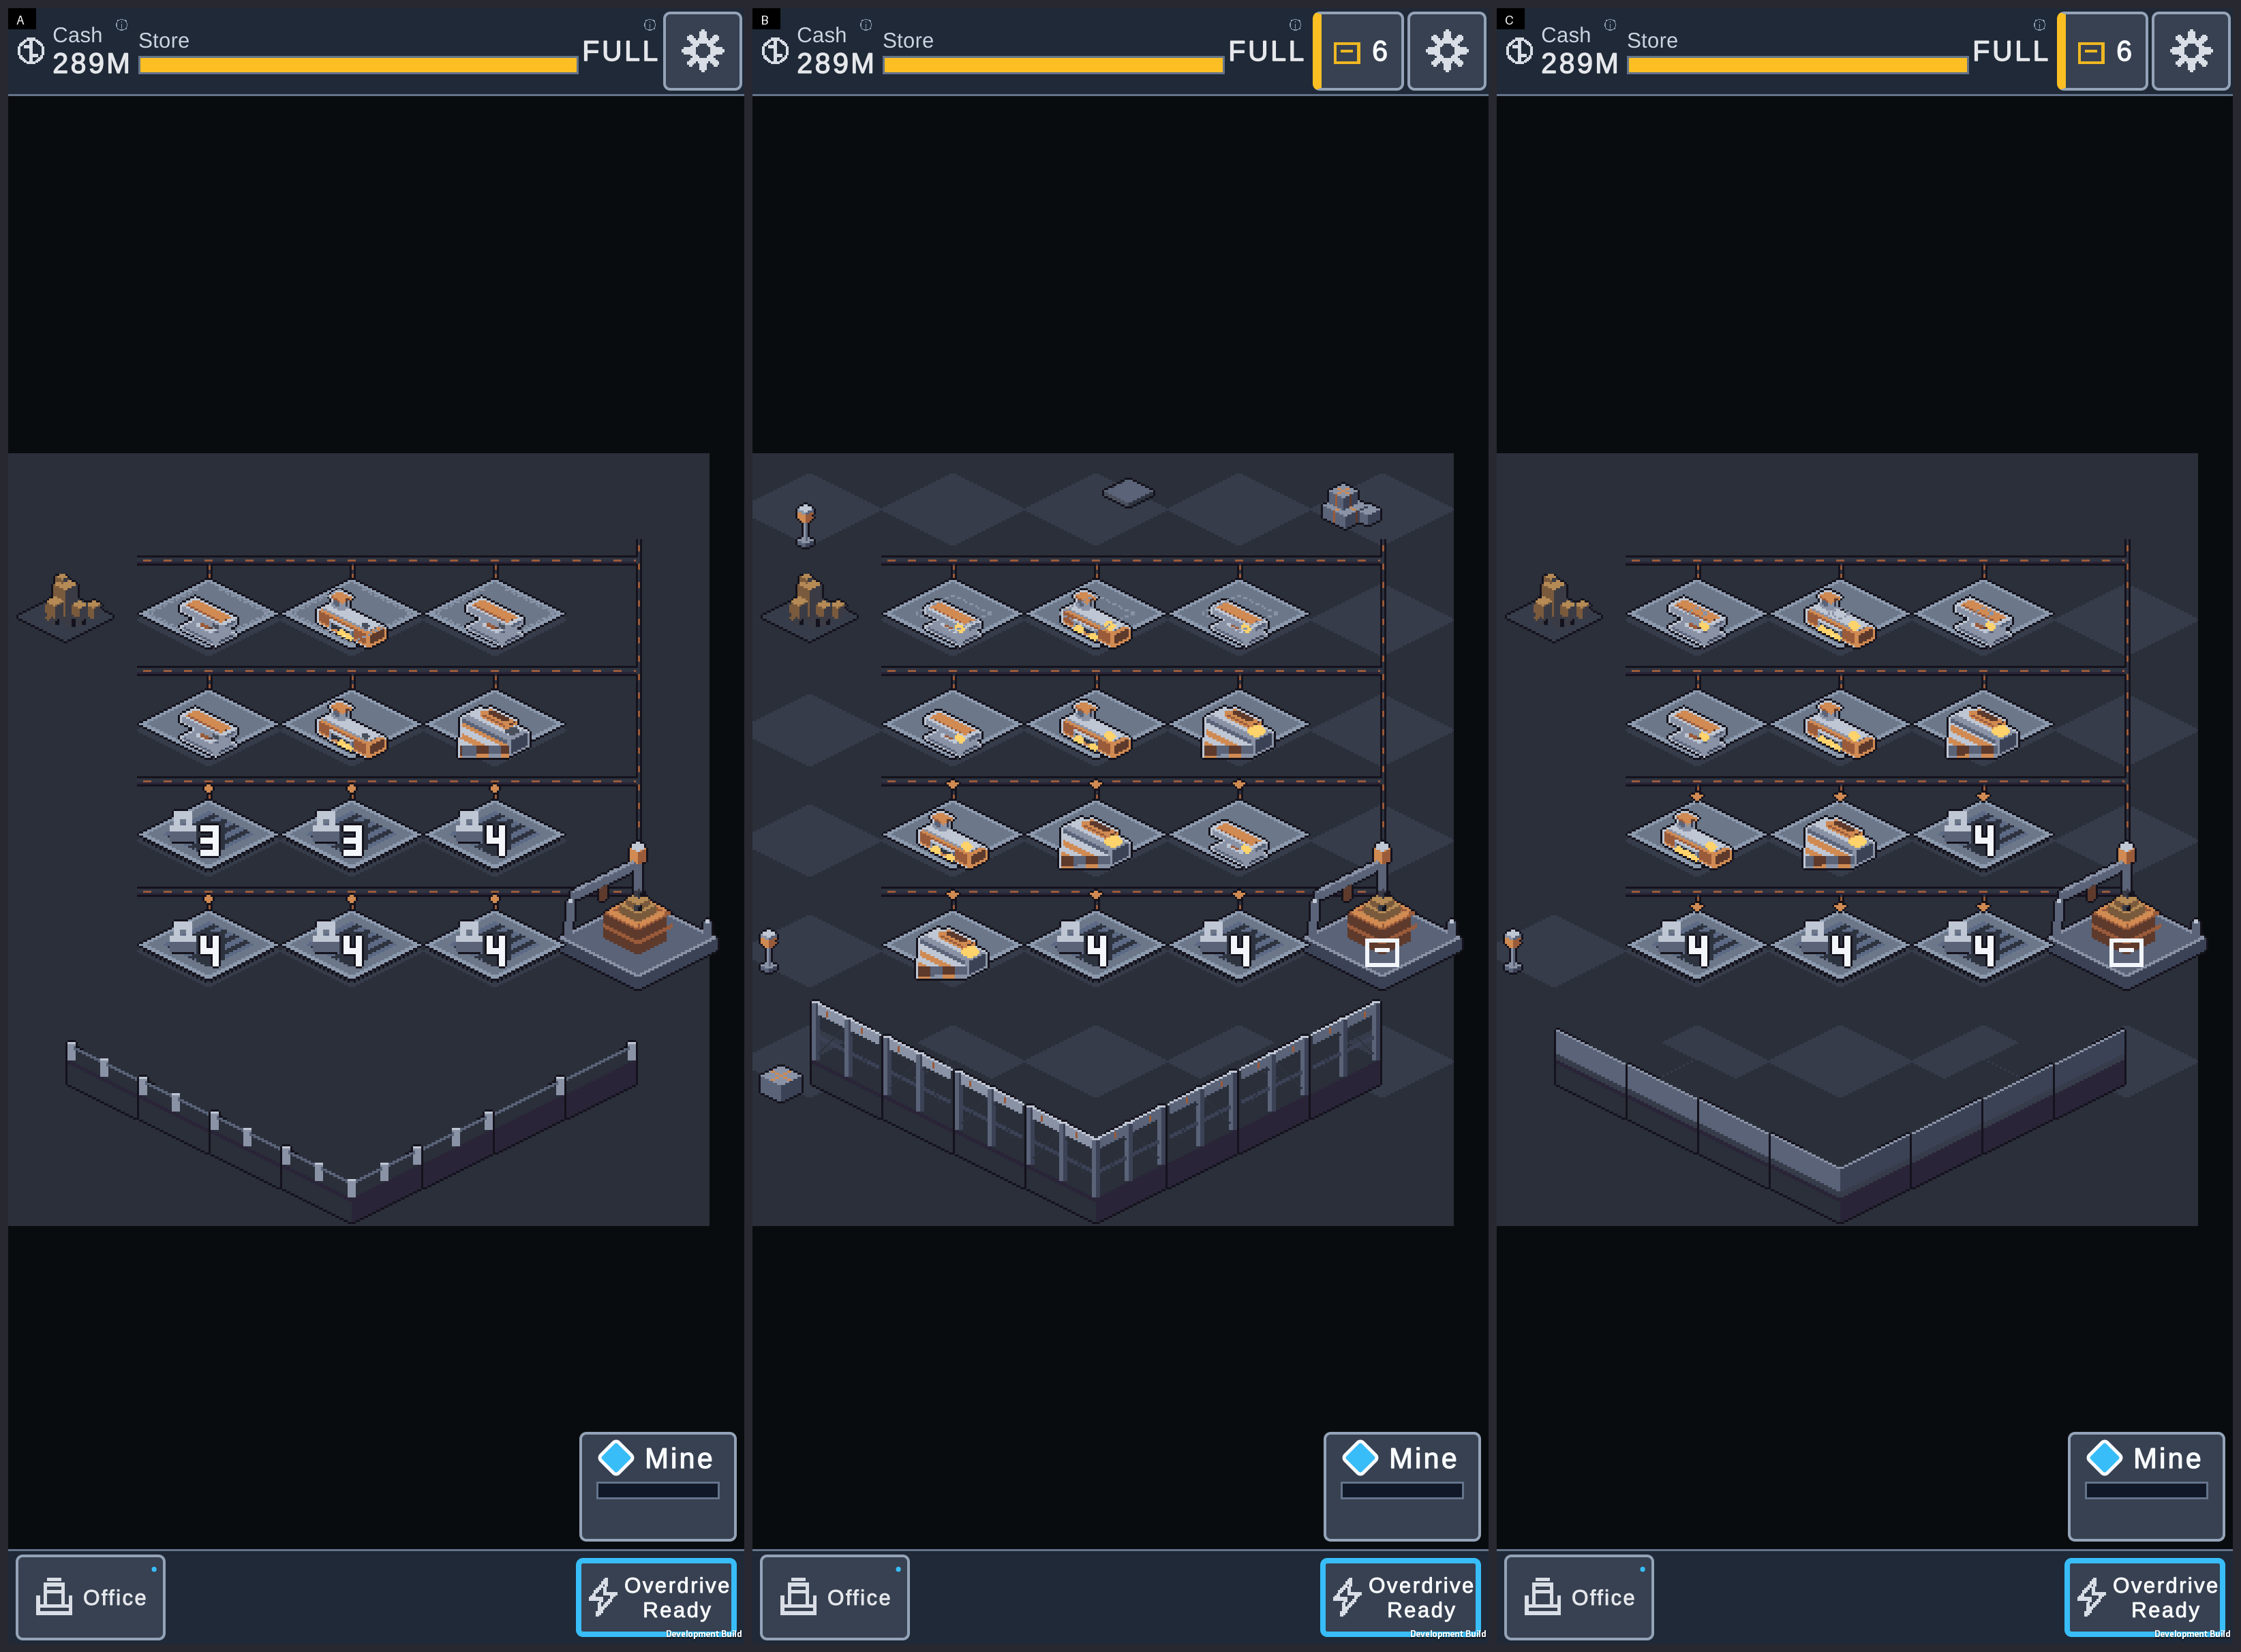 A
Cash ⓘ
289M
Store
FULL ⓘ
3 3 4
4 4 4
Mine
Office
Overdrive
Ready
Development Build
B
Cash ⓘ
289M
Store
FULL ⓘ
6
4 4
Mine
Office
Overdrive
Ready
Development Build
C
Cash ⓘ
289M
Store
FULL ⓘ
6
4
4 4 4
Mine
Office
Overdrive
Ready
Development Build